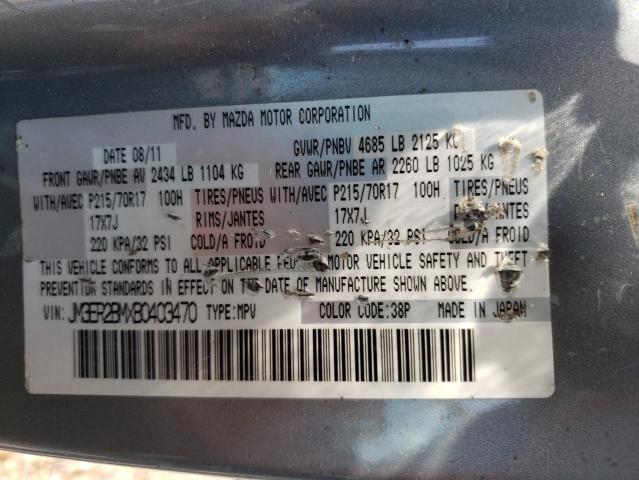 MFD. BY MAZDA MOTOR CORPORATION
DATE 08/11 GVWR/PNBV 4685 LB 2125 KG
FRONT GAWR/PNBE AV 2434 LB 1104 KG REAR GAWR/PNBE AR 2260 LB 1025 KG
WITH/AVEC P215/70R17 100H TIRES/PNEUS WITH/AVEC P215/70R17 100H TIRES/PNEUS
17X7J RIMS/JANTES 17X7J RIMS/JANTES
220 KPA/32 PSI COLD/A FROID 220 KPA/32 PSI COLD/A FROID
THIS VEHICLE CONFORMS TO ALL APPLICABLE MOTOR VEHICLE SAFETY AND THEFT
PREVENTION STANDARDS IN EFFECT ON THE DATE OF MANUFACTURE SHOWN ABOVE.
VIN: JM3ER2BMXB0403470 TYPE:MPV COLOR CODE:38P MADE IN JAPAN